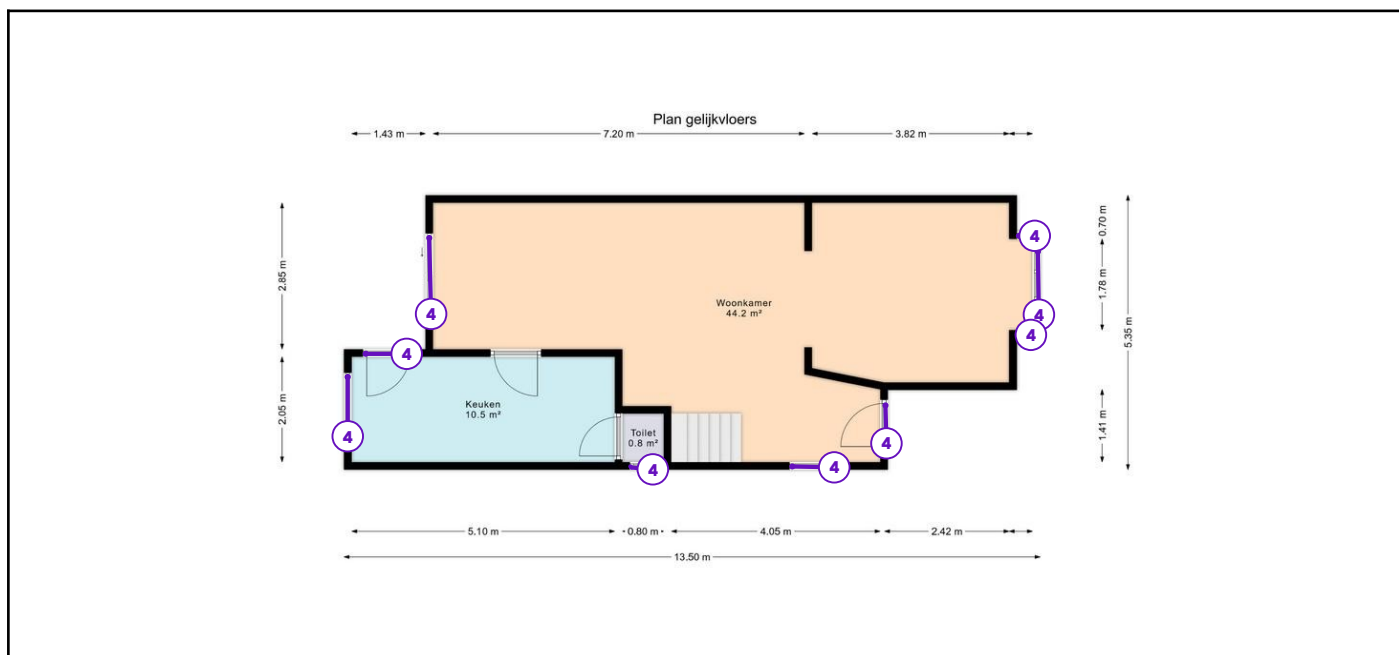 Plan gelijkvloers
1.43 m
7.20 m
3.82 m
2.85 m
2.05 m
0.70 m
1.78 m
1.41 m
5.35 m
4
4
4
4
4
Woonkamer
44.2 m²
4
Keuken
10.5 m²
Toilet
0.8 m²
4
4
4
5.10 m
0.80 m
4.05 m
2.42 m
13.50 m